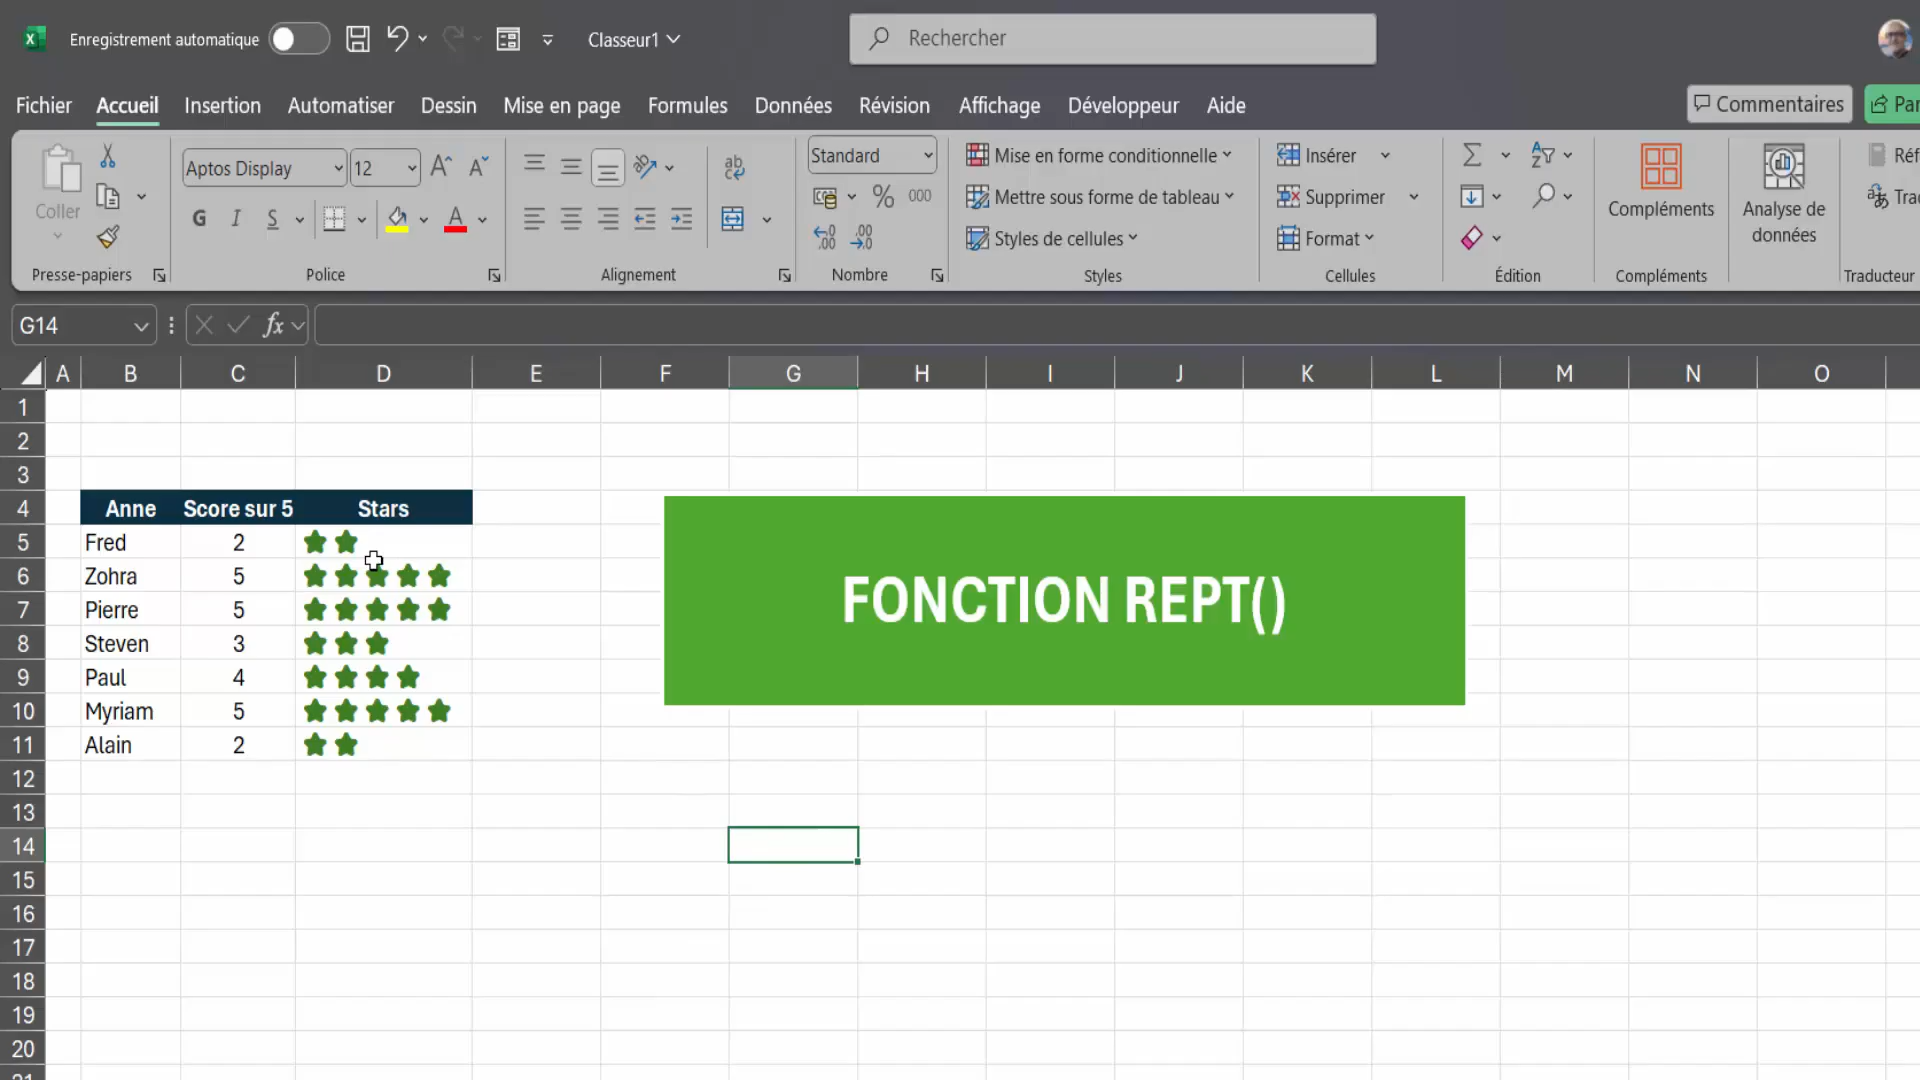 Enregistrement automatique
Classeur1
Rechercher
Fichier Accueil Insertion Automatiser Dessin Mise en page Formules Données Révision Affichage Développeur Aide
Commentaires
Coller
Presse-papiers
Aptos Display 12
G I S
Police
Alignement
Standard
% 000
Nombre
Mise en forme conditionnelle
Mettre sous forme de tableau
Styles de cellules
Styles
Insérer
Supprimer
Format
Cellules
Édition
Compléments
Compléments
Analyse de
données
Traducteur
G14
fx
A B C D E F G H I J K L M N O
1
2
3
4 Anne Score sur 5 Stars
5 Fred 2
6 Zohra 5
7 Pierre 5
8 Steven 3
9 Paul 4
10 Myriam 5
11 Alain 2
12
13
14
15
16
17
18
19
20
FONCTION REPT()